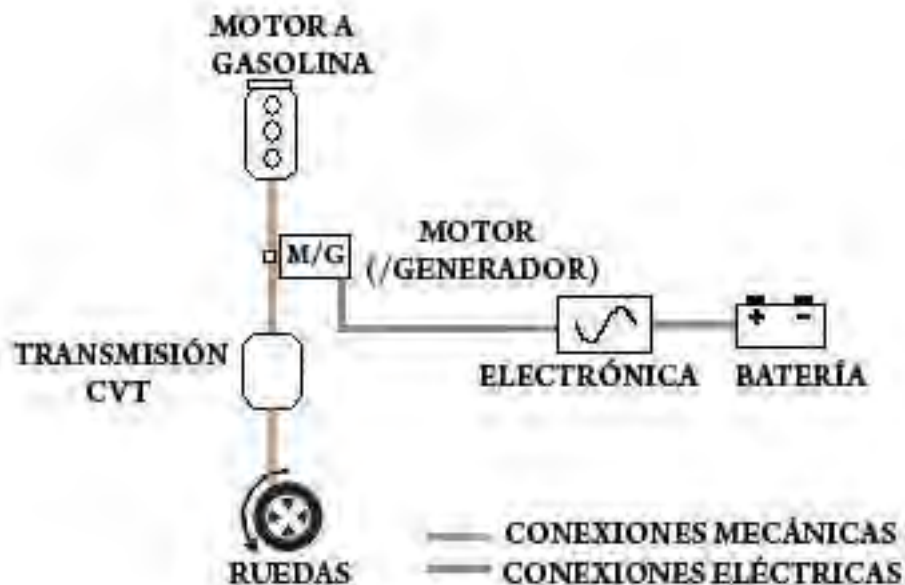 MOTOR A
GASOLINA
M/G
MOTOR
(/GENERADOR)
TRANSMISIÓN
CVT
ELECTRÓNICA
+ -
BATERÍA
RUEDAS
CONEXIONES MECÁNICAS
CONEXIONES ELÉCTRICAS